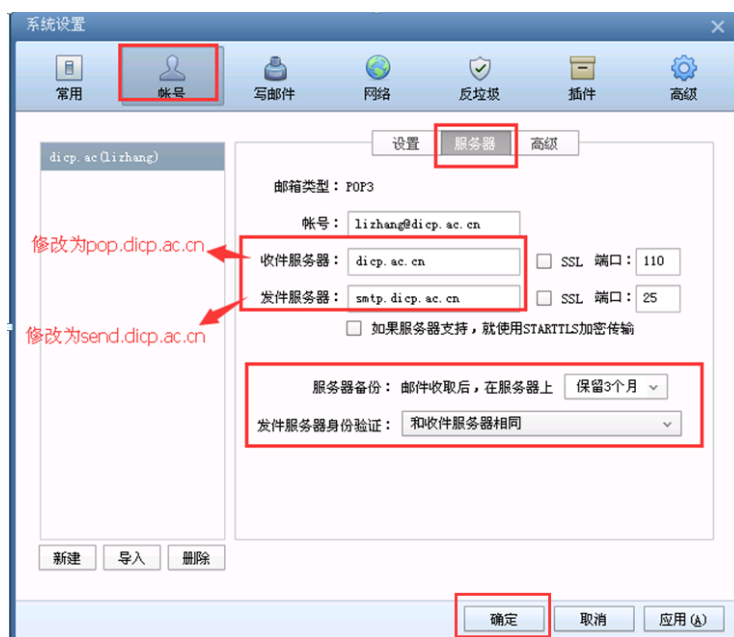 系统设置
常用 帐号 写邮件 网络 反垃圾 插件 高级
设置 服务器 高级
dicp.ac(lizhang)
邮箱类型：POP3
帐号：lizhang@dicp.ac.cn
修改为pop.dicp.ac.cn
收件服务器：dicp.ac.cn SSL 端口：110
发件服务器：smtp.dicp.ac.cn SSL 端口：25
修改为send.dicp.ac.cn
如果服务器支持，就使用STARTTLS加密传输
服务器备份：邮件收取后，在服务器上 保留3个月
发件服务器身份验证：和收件服务器相同
新建 导入 删除
确定 取消 应用(A)